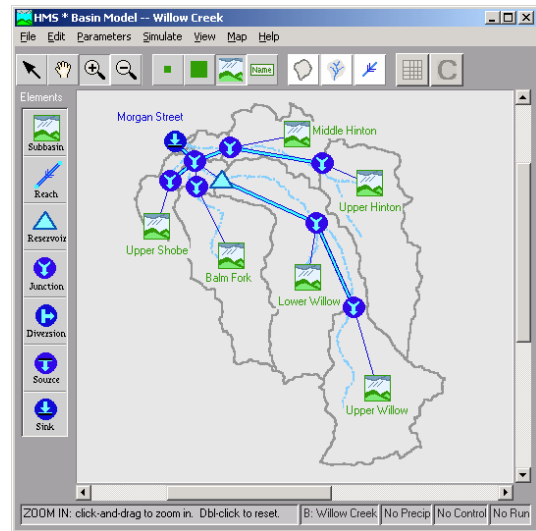 HMS * Basin Model -- Willow Creek
File Edit Parameters Simulate View Map Help
Name
C
Elements
Subbasin
Reach
Reservoir
Junction
Diversion
Source
Sink
Morgan Street
Middle Hinton
Upper Hinton
Upper Shobe
Balm Fork
Lower Willow
Upper Willow
ZOOM IN: click-and-drag to zoom in. Dbl-click to reset. B: Willow Creek No Precip No Control No Run